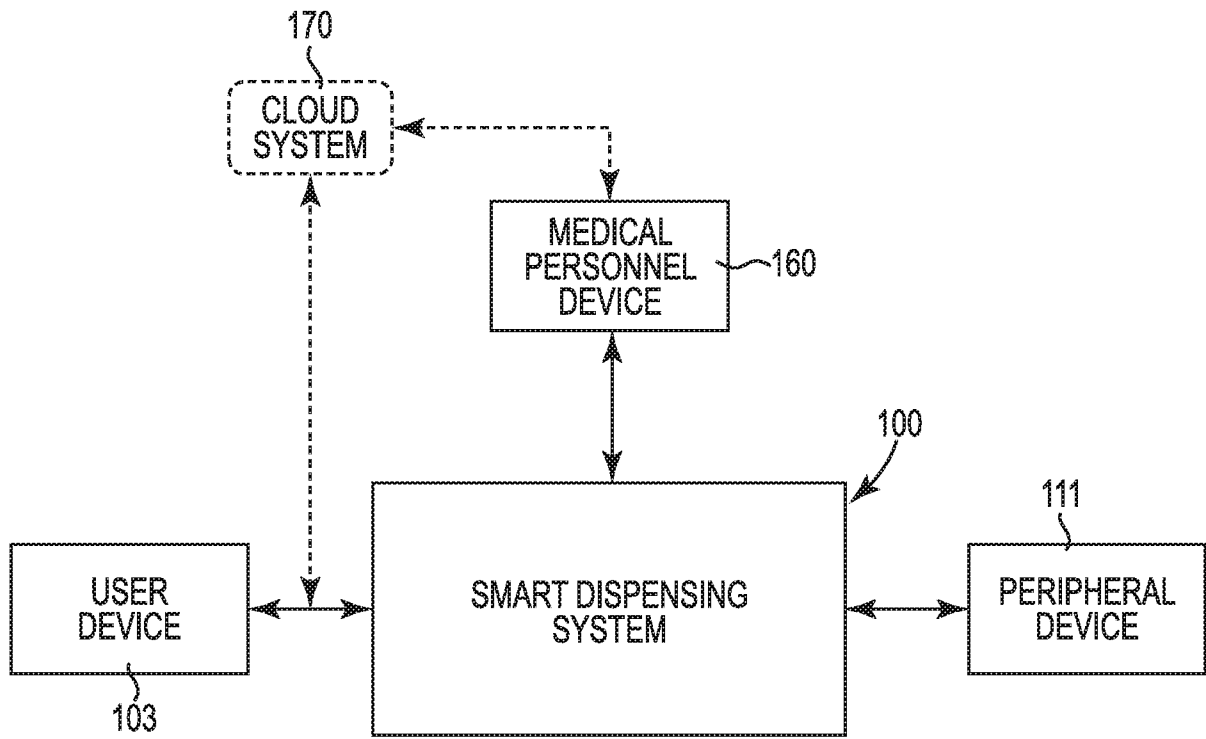 170
CLOUD
SYSTEM
MEDICAL
PERSONNEL
DEVICE
160
100
111
USER
DEVICE
SMART DISPENSING
SYSTEM
PERIPHERAL
DEVICE
103